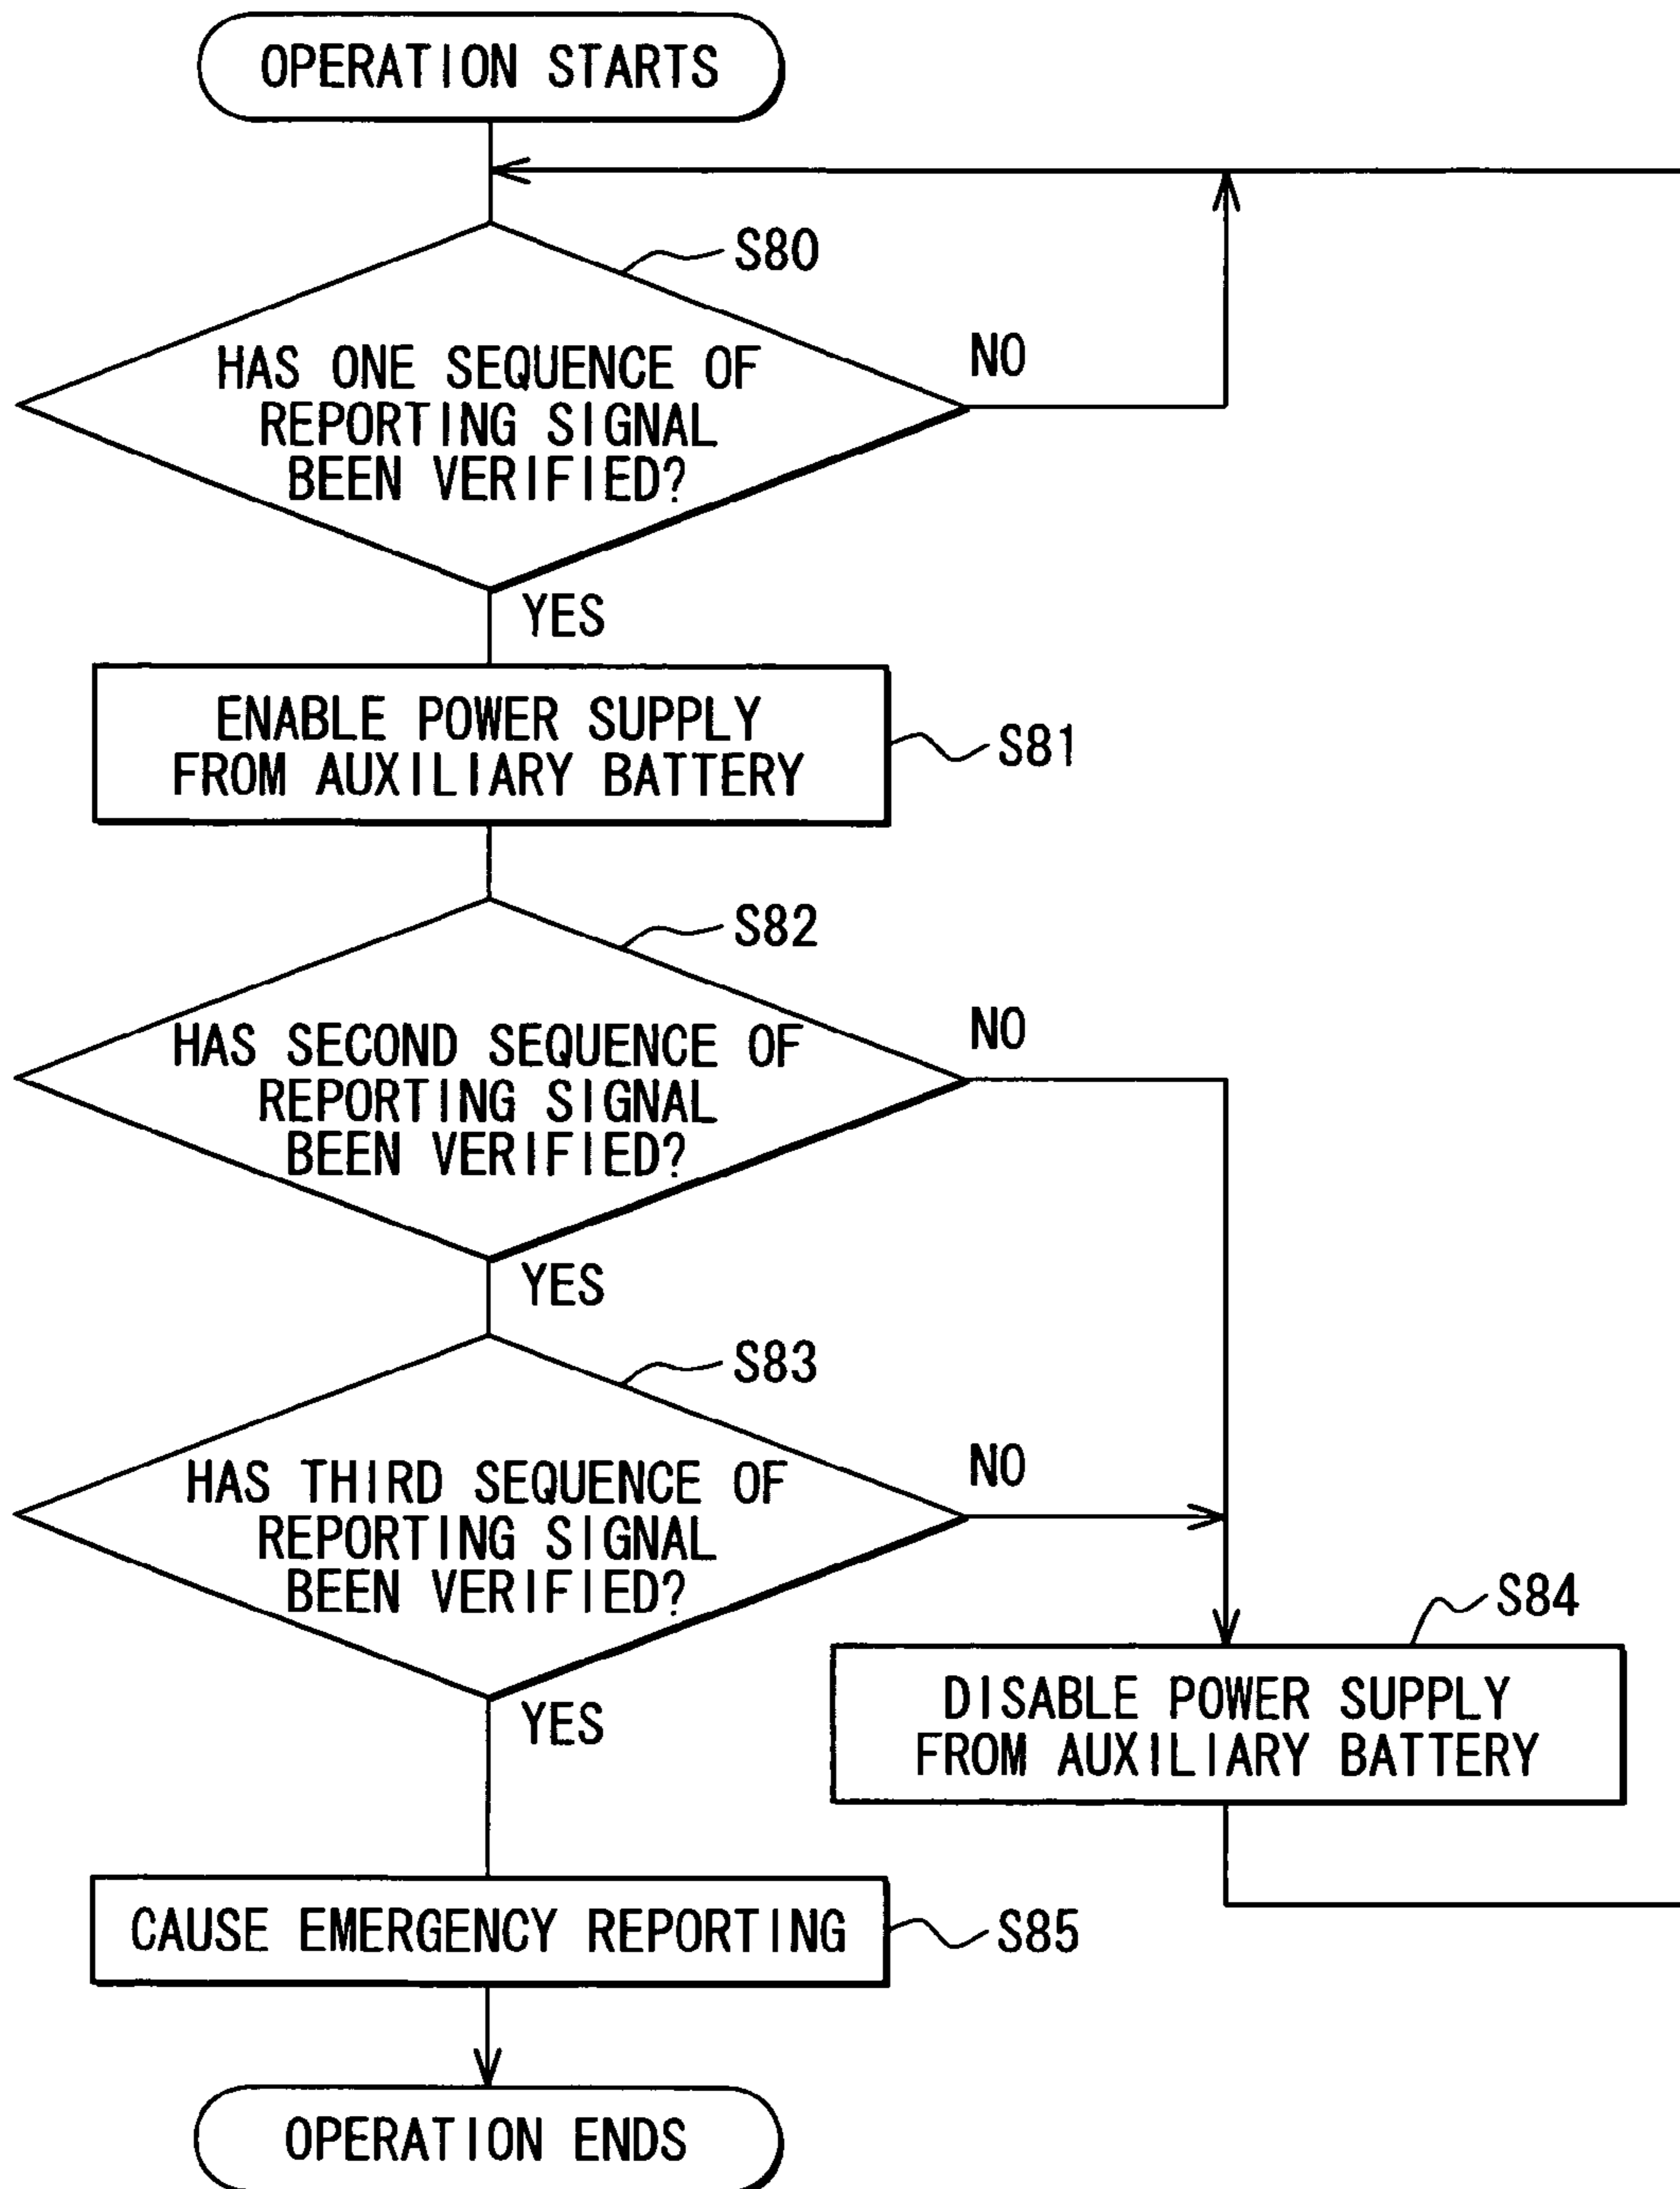 OPERATION STARTS
S80
HAS ONE SEQUENCE OF
REPORTING SIGNAL
BEEN VERIFIED?
NO
YES
ENABLE POWER SUPPLY
FROM AUXILIARY BATTERY
S81
S82
HAS SECOND SEQUENCE OF
REPORTING SIGNAL
BEEN VERIFIED?
NO
YES
S83
HAS THIRD SEQUENCE OF
REPORTING SIGNAL
BEEN VERIFIED?
NO
YES
S84
DISABLE POWER SUPPLY
FROM AUXILIARY BATTERY
CAUSE EMERGENCY REPORTING
S85
OPERATION ENDS